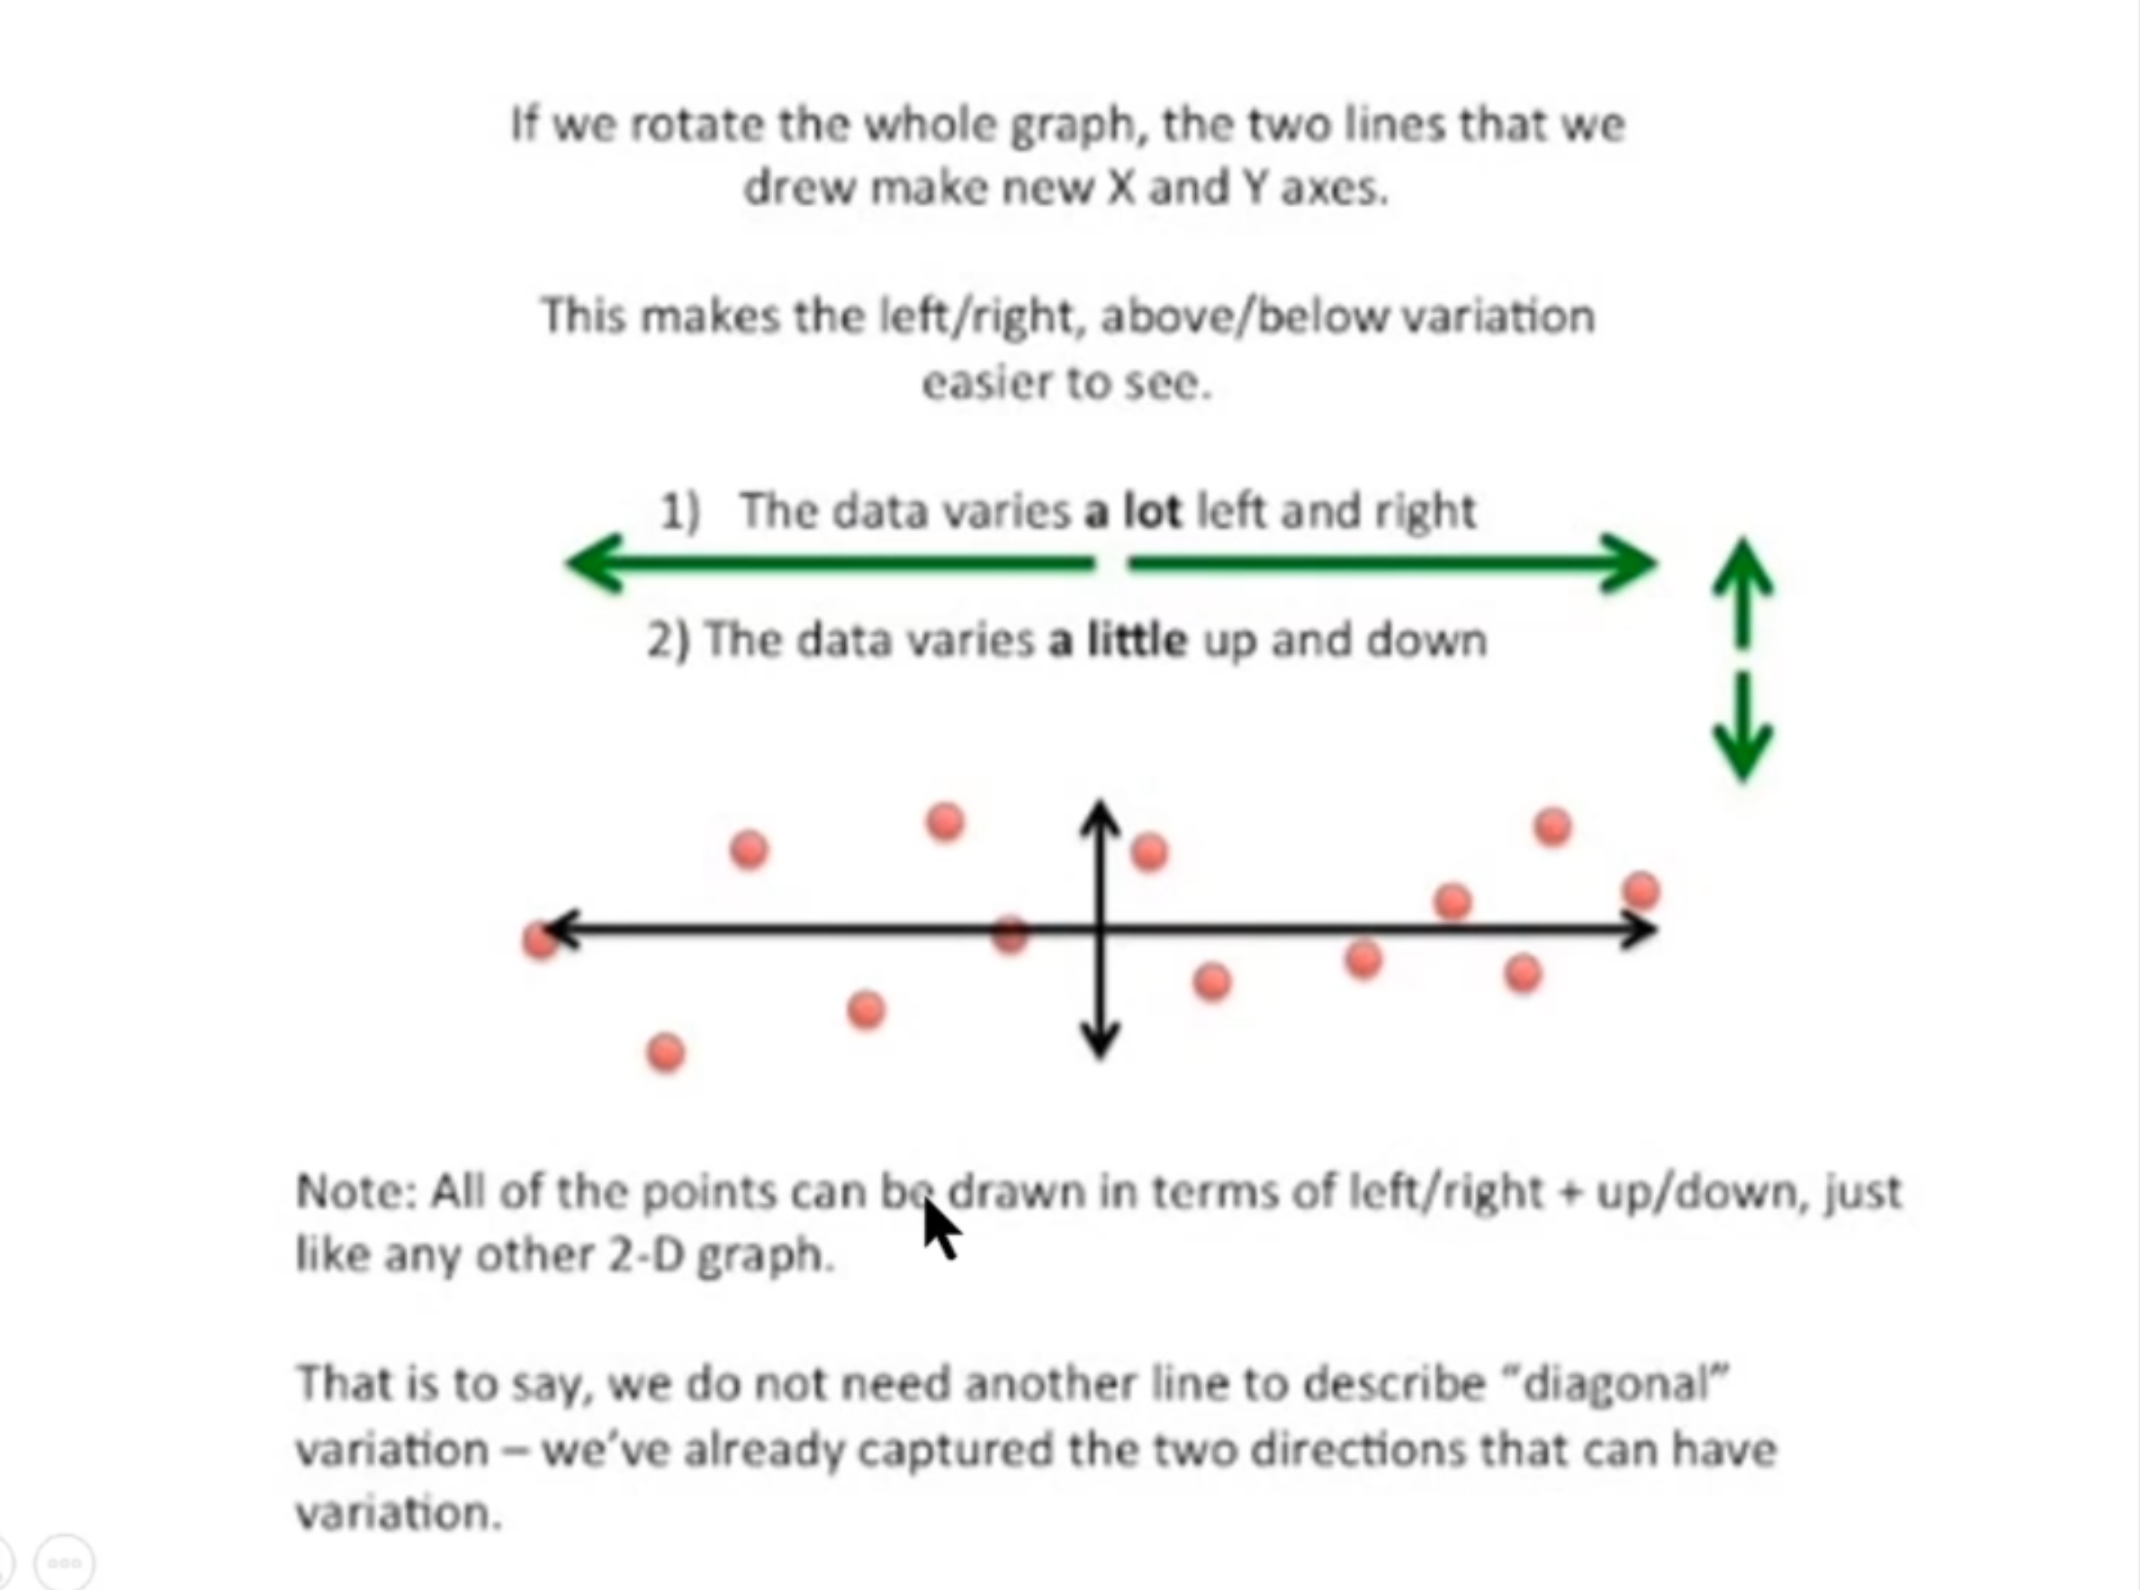 If we rotate the whole graph, the two lines that we
drew make new X and Y axes.
This makes the left/right, above/below variation
easier to see.
1) The data varies a lot left and right
2) The data varies a little up and down
Note: All of the points can be drawn in terms of left/right + up/down, just
like any other 2-D graph.
That is to say, we do not need another line to describe “diagonal”
variation – we’ve already captured the two directions that can have
variation.